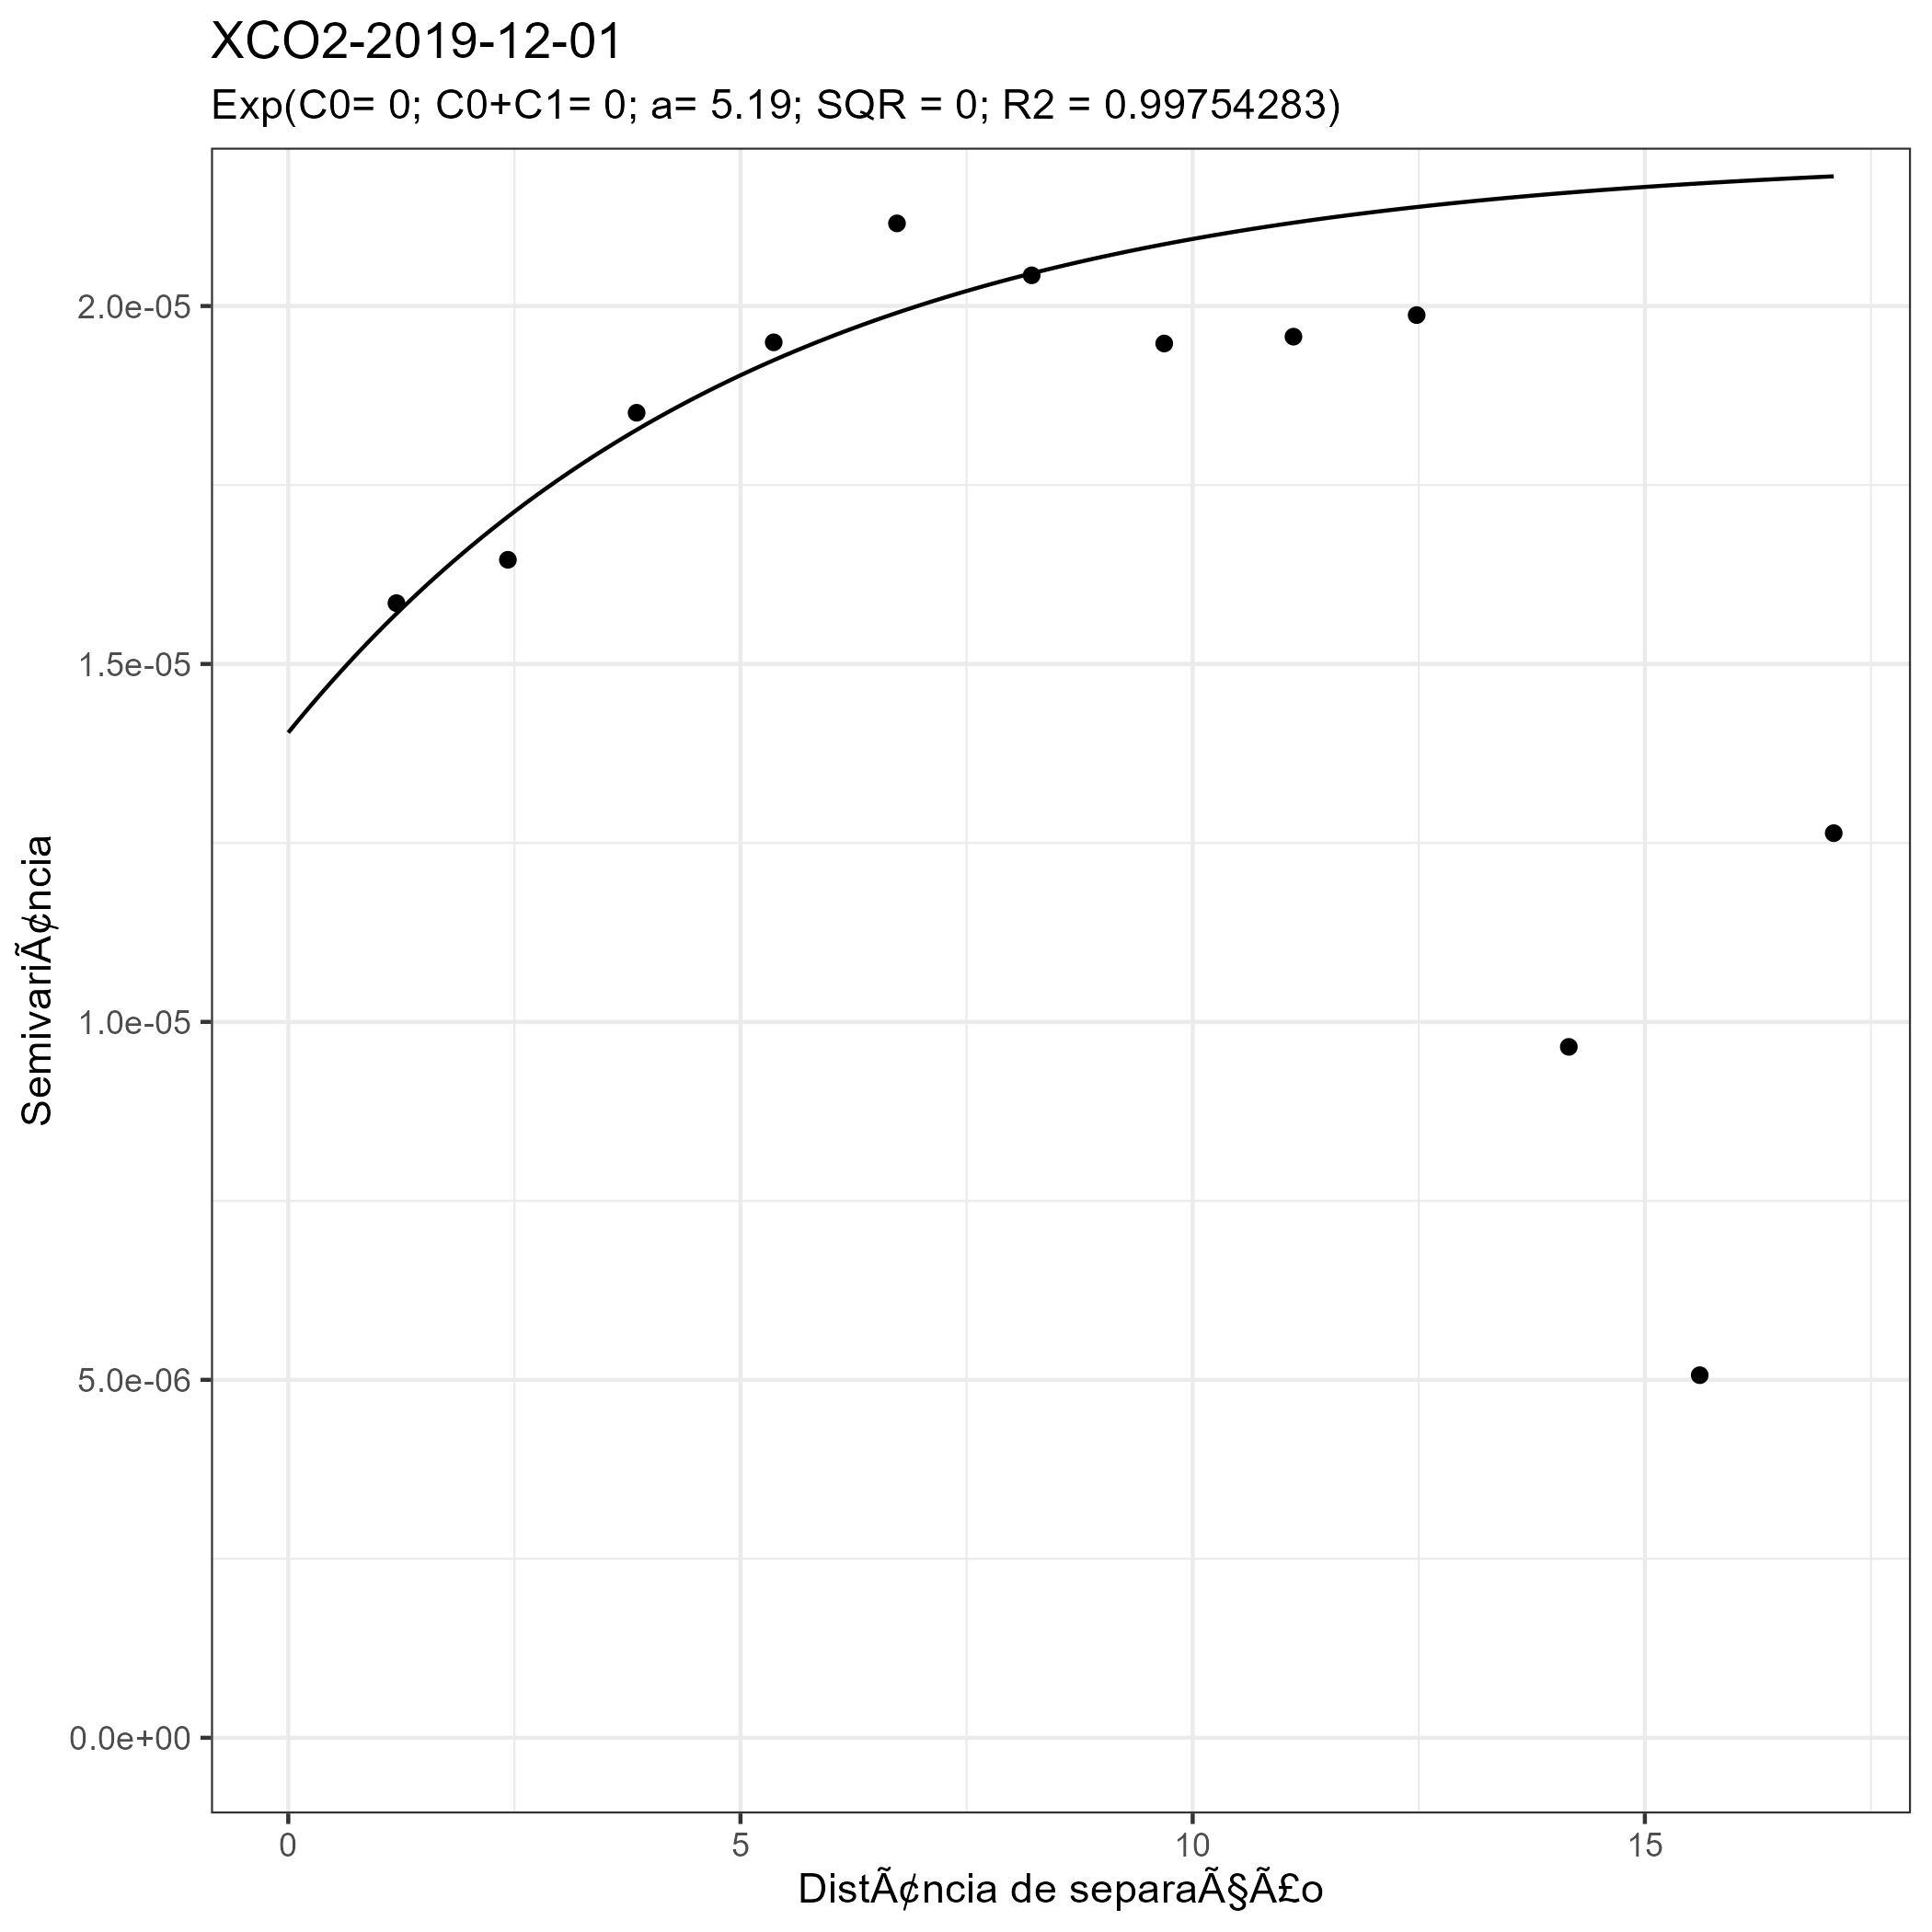 XCO2-2019-12-01
Exp(C0= 0; C0+C1= 0; a= 5.19; SQR = 0; R2 = 0.99754283)
2.0e-05
1.5e-05
1.0e-05
5.0e-06
0.0e+00
SemivariÃ¢ncia
0
5
10
15
DistÃ¢ncia de separaÃ§Ã£o